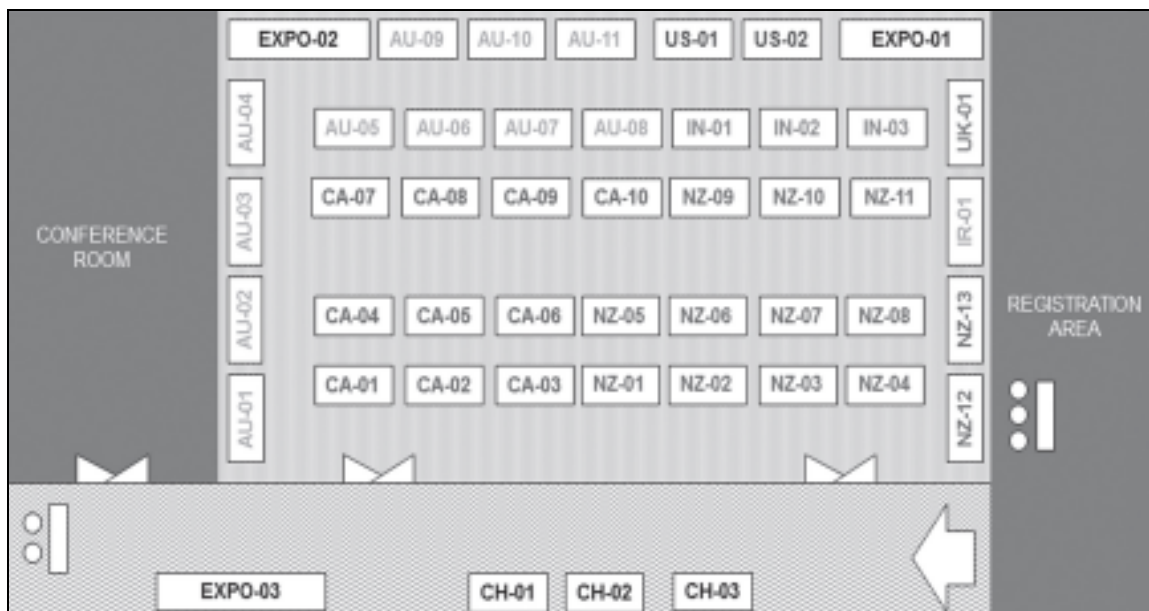 EXPO-02 AU-09 AU-10 AU-11 US-01 US-02 EXPO-01
AU-04
UK-01
AU-05 AU-06 AU-07 AU-08 IN-01 IN-02 IN-03
CA-07 CA-08 CA-09 CA-10 NZ-09 NZ-10 NZ-11
AU-03
IR-01
CONFERENCE
ROOM
AU-02
NZ-13
CA-04 CA-05 CA-06 NZ-05 NZ-06 NZ-07 NZ-08
REGISTRATION
AREA
CA-01 CA-02 CA-03 NZ-01 NZ-02 NZ-03 NZ-04
AU-01
NZ-12
EXPO-03 CH-01 CH-02 CH-03